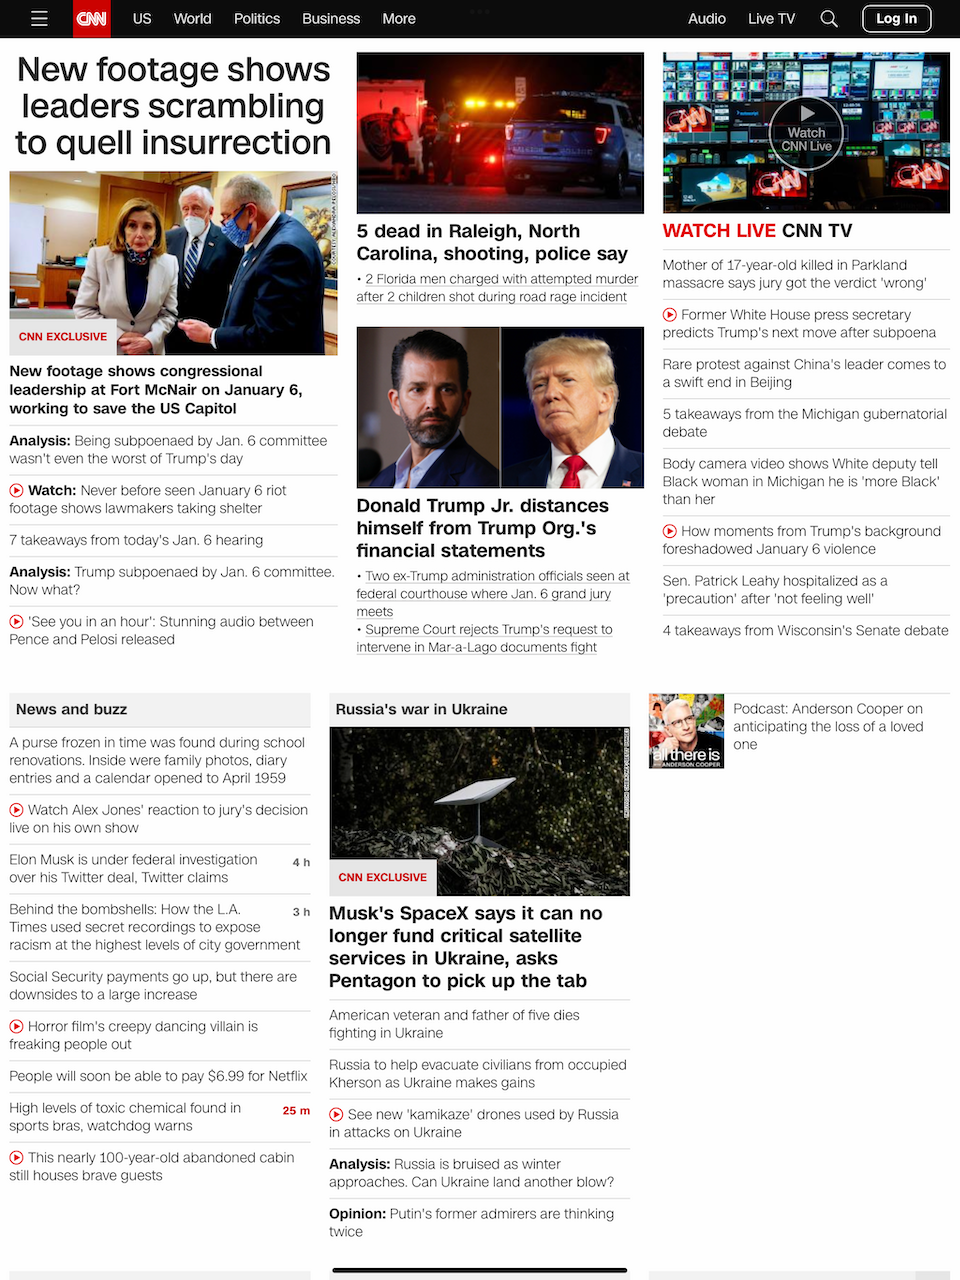 CNN
US
World
Politics
Business
More
Audio
Live TV
Log In
New footage shows
leaders scrambling
to quell insurrection
CNN EXCLUSIVE
New footage shows congressional
leadership at Fort McNair on January 6,
working to save the US Capitol
Analysis: Being subpoenaed by Jan. 6 committee
wasn't even the worst of Trump's day
Watch: Never before seen January 6 riot
footage shows lawmakers taking shelter
7 takeaways from today's Jan. 6 hearing
Analysis: Trump subpoenaed by Jan. 6 committee.
Now what?
'See you in an hour': Stunning audio between
Pence and Pelosi released
5 dead in Raleigh, North
Carolina, shooting, police say
• 2 Florida men charged with attempted murder
after 2 children shot during road rage incident
Donald Trump Jr. distances
himself from Trump Org.'s
financial statements
• Two ex-Trump administration officials seen at
federal courthouse where Jan. 6 grand jury
meets
• Supreme Court rejects Trump's request to
intervene in Mar-a-Lago documents fight
Watch
CNN Live
WATCH LIVE CNN TV
Mother of 17-year-old killed in Parkland
massacre says jury got the verdict 'wrong'
Former White House press secretary
predicts Trump's next move after subpoena
Rare protest against China's leader comes to
a swift end in Beijing
5 takeaways from the Michigan gubernatorial
debate
Body camera video shows White deputy tell
Black woman in Michigan he is 'more Black'
than her
How moments from Trump's background
foreshadowed January 6 violence
Sen. Patrick Leahy hospitalized as a
'precaution' after 'not feeling well'
4 takeaways from Wisconsin's Senate debate
News and buzz
A purse frozen in time was found during school
renovations. Inside were family photos, diary
entries and a calendar opened to April 1959
Watch Alex Jones' reaction to jury's decision
live on his own show
Elon Musk is under federal investigation
over his Twitter deal, Twitter claims
4 h
Behind the bombshells: How the L.A.
Times used secret recordings to expose
racism at the highest levels of city government
3 h
Social Security payments go up, but there are
downsides to a large increase
Horror film's creepy dancing villain is
freaking people out
People will soon be able to pay $6.99 for Netflix
High levels of toxic chemical found in
sports bras, watchdog warns
25 m
This nearly 100-year-old abandoned cabin
still houses brave guests
Russia's war in Ukraine
CNN EXCLUSIVE
Musk's SpaceX says it can no
longer fund critical satellite
services in Ukraine, asks
Pentagon to pick up the tab
American veteran and father of five dies
fighting in Ukraine
Russia to help evacuate civilians from occupied
Kherson as Ukraine makes gains
See new 'kamikaze' drones used by Russia
in attacks on Ukraine
Analysis: Russia is bruised as winter
approaches. Can Ukraine land another blow?
Opinion: Putin's former admirers are thinking
twice
all there is
ANDERSON COOPER
Podcast: Anderson Cooper on
anticipating the loss of a loved
one